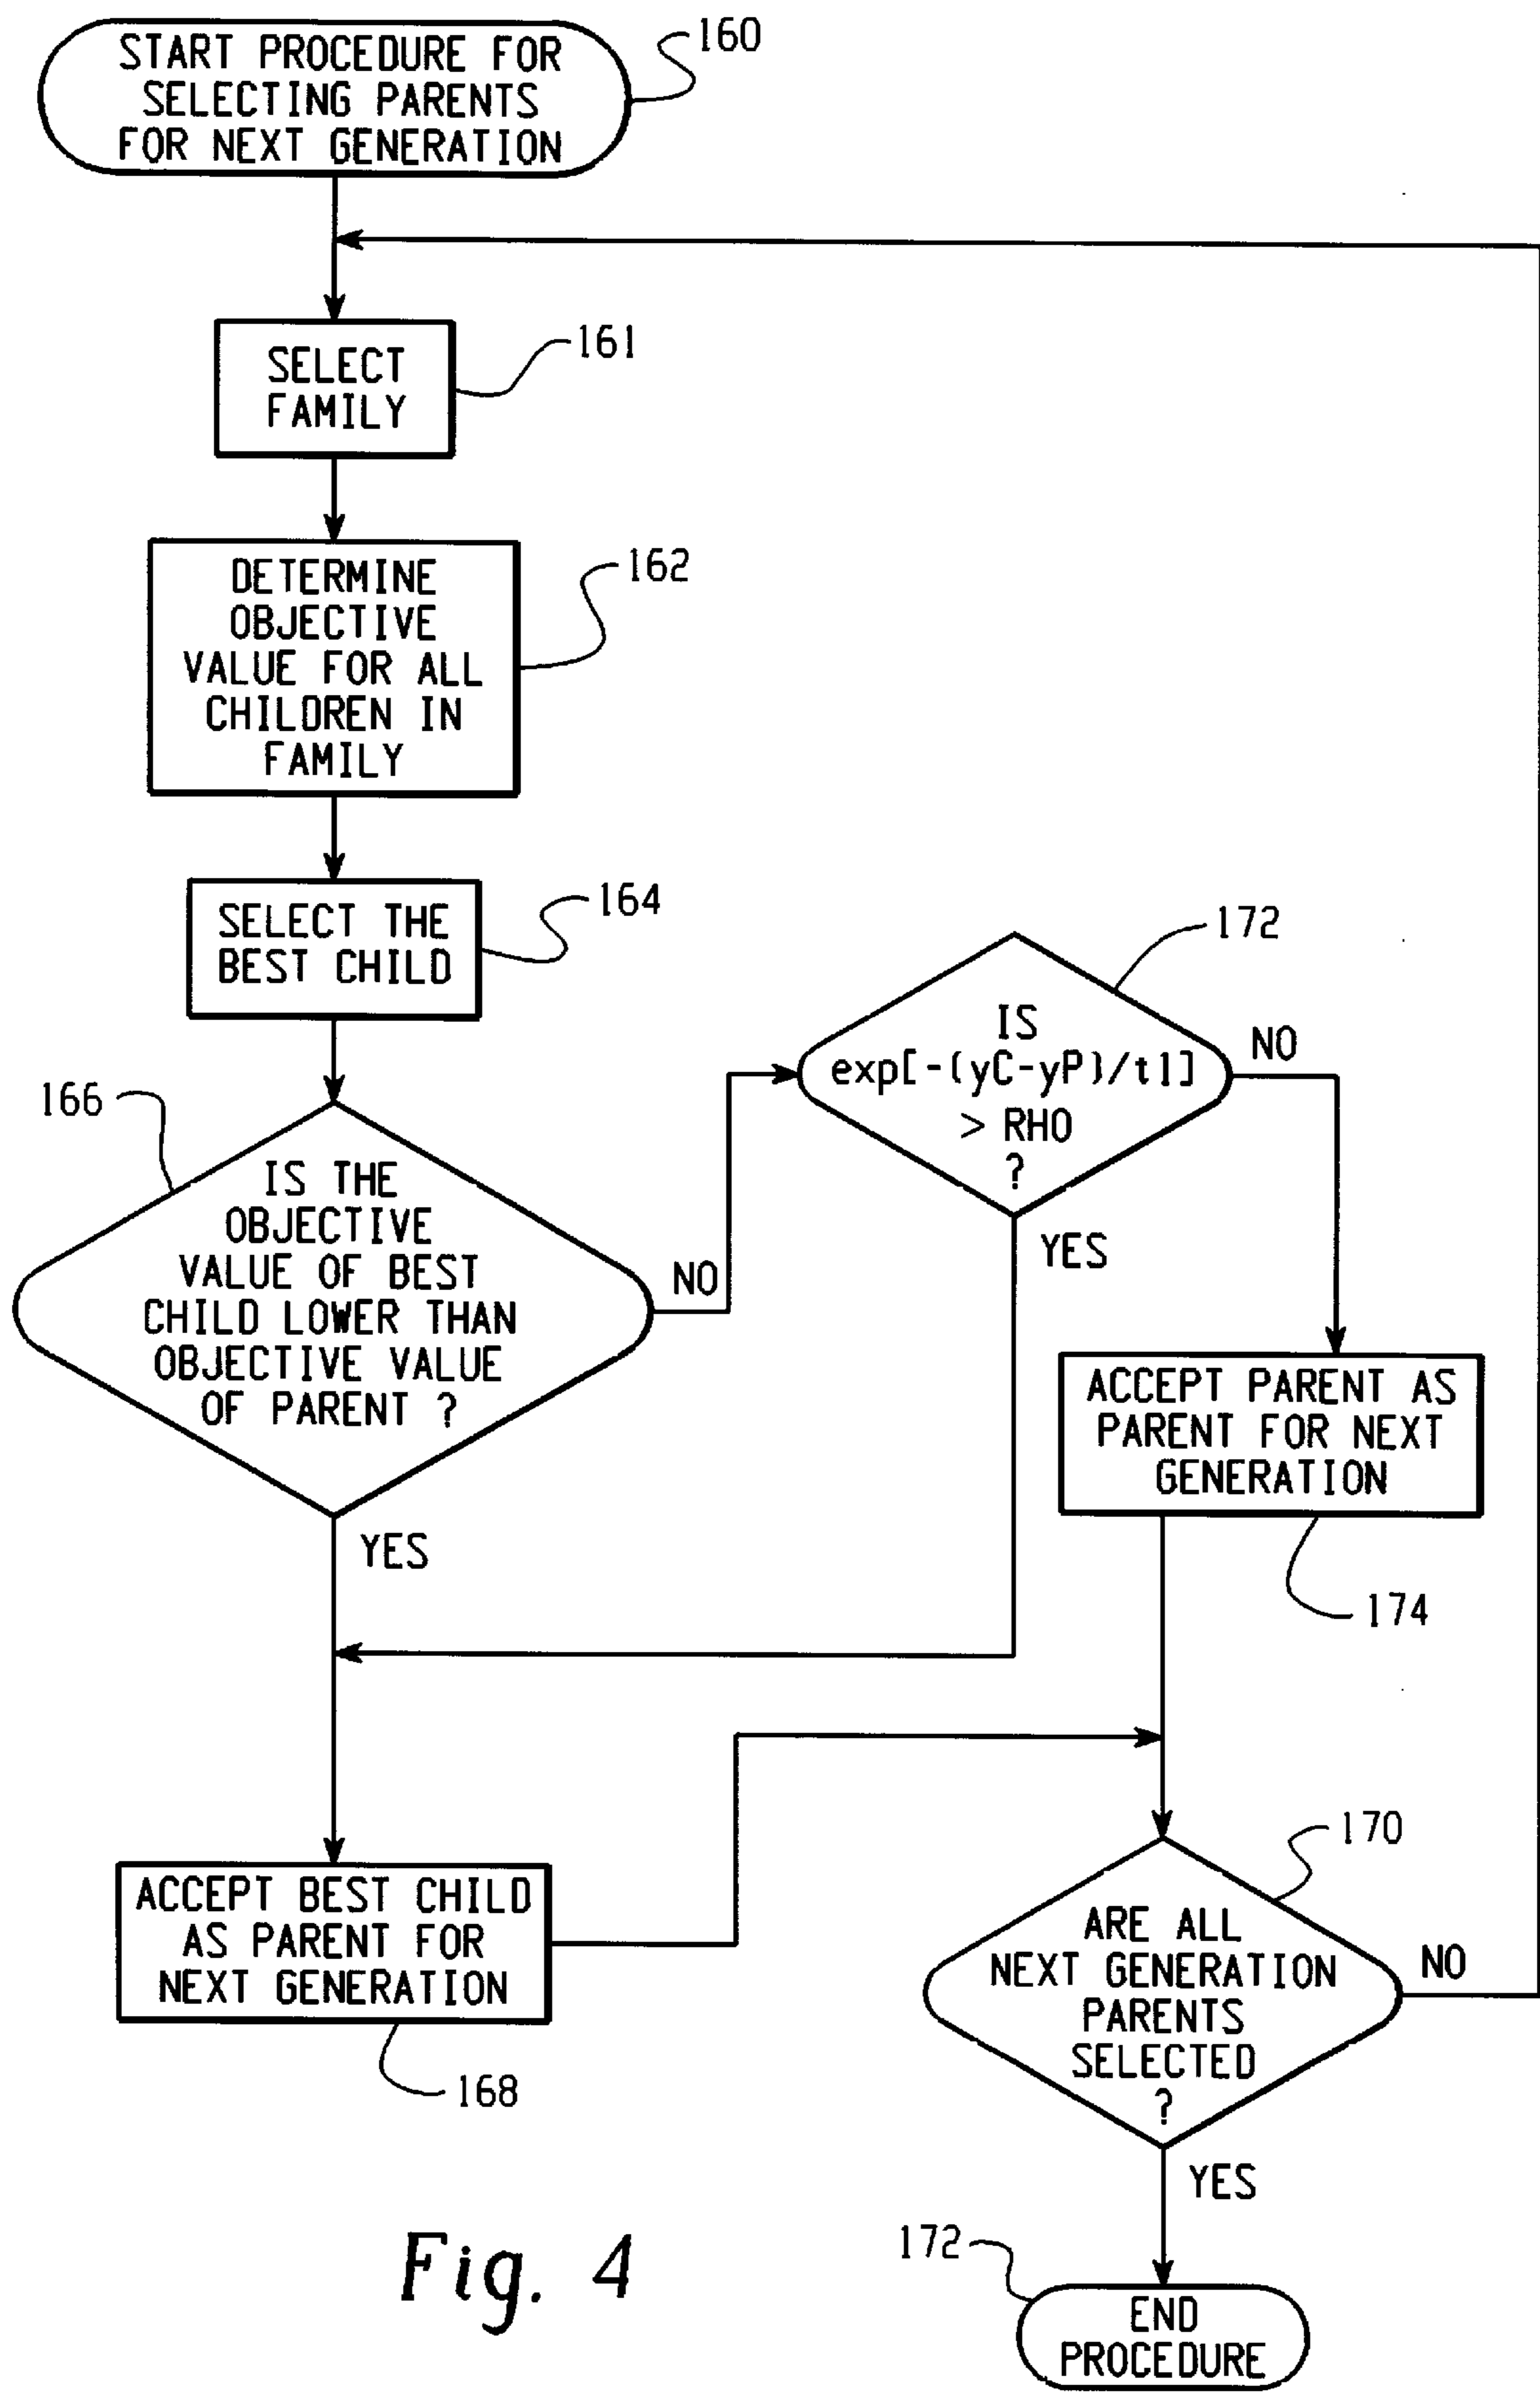 START PROCEDURE FOR
SELECTING PARENTS
FOR NEXT GENERATION
160
SELECT
FAMILY
161
DETERMINE
OBJECTIVE
VALUE FOR ALL
CHILDREN IN
FAMILY
162
SELECT THE
BEST CHILD
164
166
IS THE
OBJECTIVE
VALUE OF BEST
CHILD LOWER THAN
OBJECTIVE VALUE
OF PARENT ?
NO
YES
172
IS
exp[-(yC-yP)/t1]
> RHO
?
NO
YES
ACCEPT PARENT AS
PARENT FOR NEXT
GENERATION
174
ACCEPT BEST CHILD
AS PARENT FOR
NEXT GENERATION
168
170
ARE ALL
NEXT GENERATION
PARENTS
SELECTED
?
NO
YES
172
END
PROCEDURE
Fig. 4